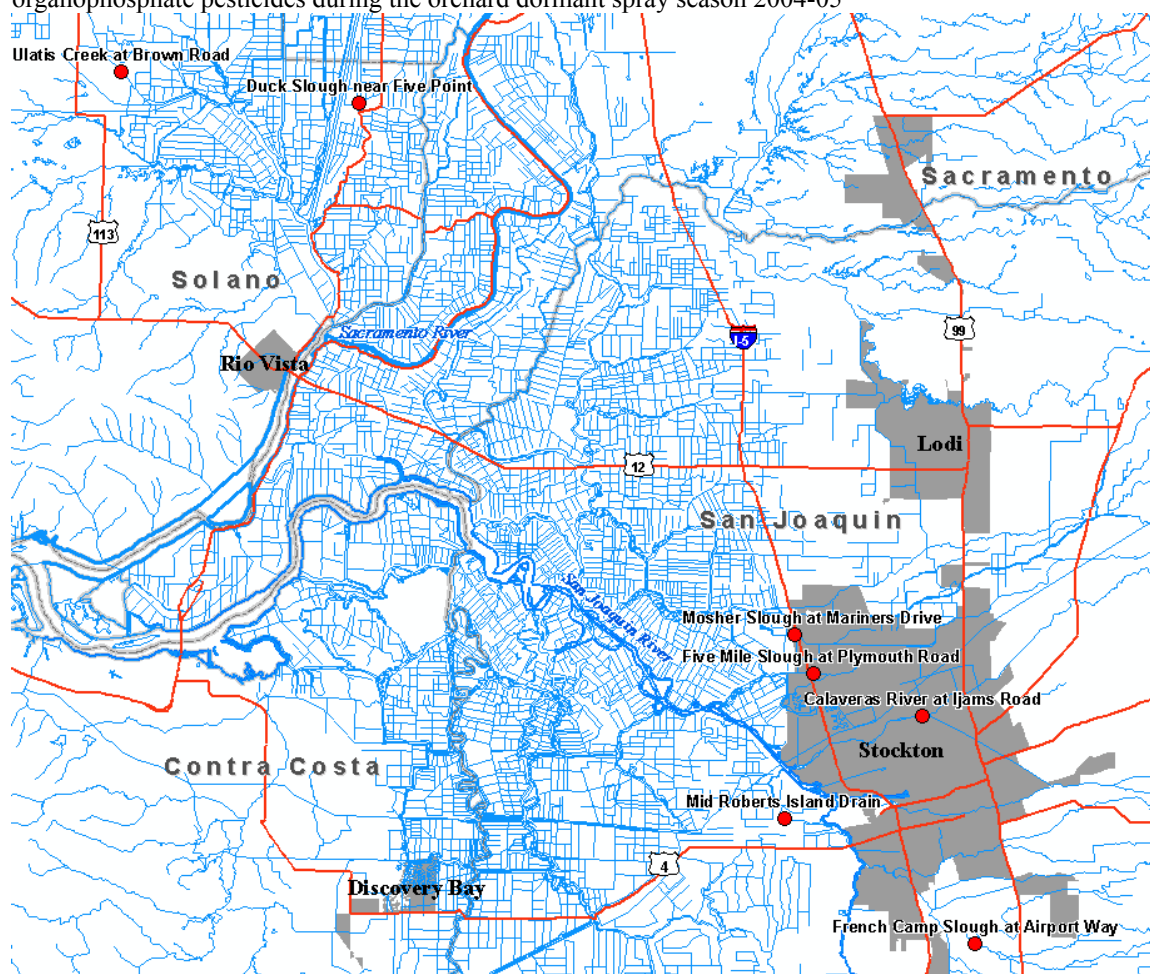 organophosphate pesticides during the orchard dormant spray season 2004-05
Ulatis Creek at Brown Road
Duck Slough near Five Point
Sacramento
113
Solano
Sacramento River
99
I-5
Rio Vista
Lodi
12
San Joaquin
San Joaquin River
Mosher Slough at Mariners Drive
Five Mile Slough at Plymouth Road
Calaveras River at Ijams Road
Stockton
Contra Costa
Mid Roberts Island Drain
4
Discovery Bay
French Camp Slough at Airport Way